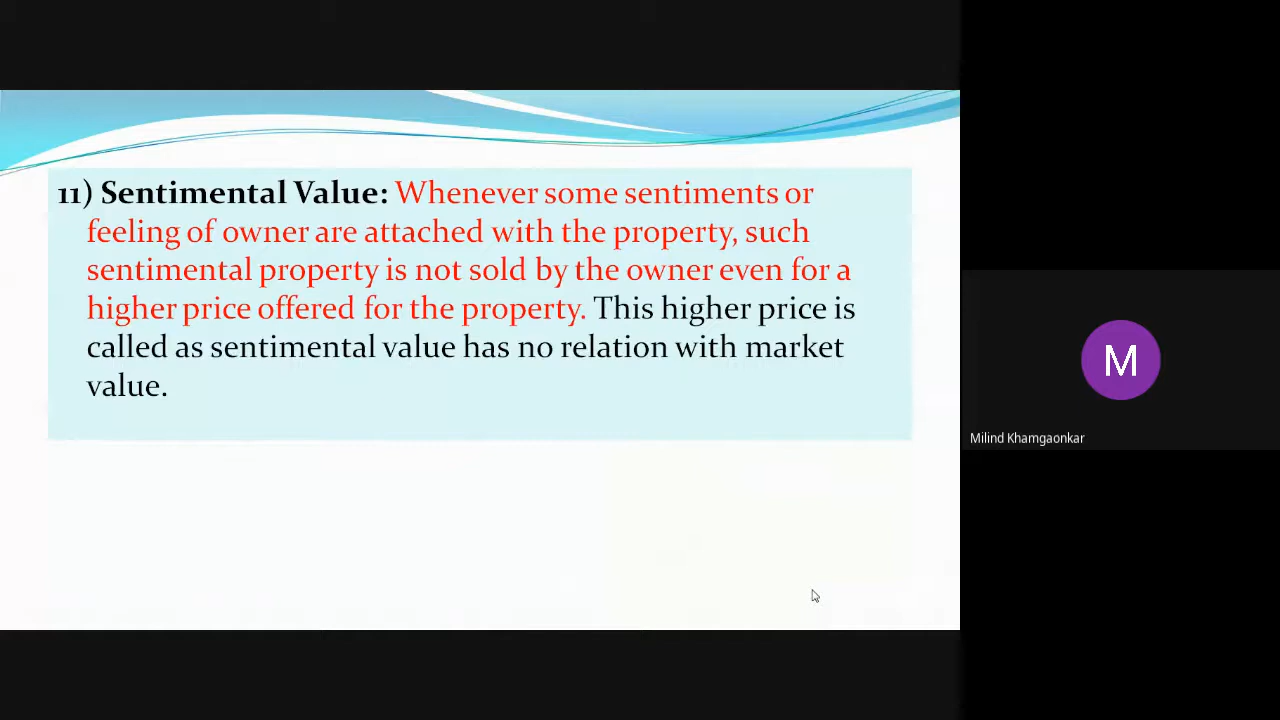 11) Sentimental Value: Whenever some sentiments or
feeling of owner are attached with the property, such
sentimental property is not sold by the owner even for a
higher price offered for the property. This higher price is
called as sentimental value has no relation with market
value.
M
Milind Khamgaonkar